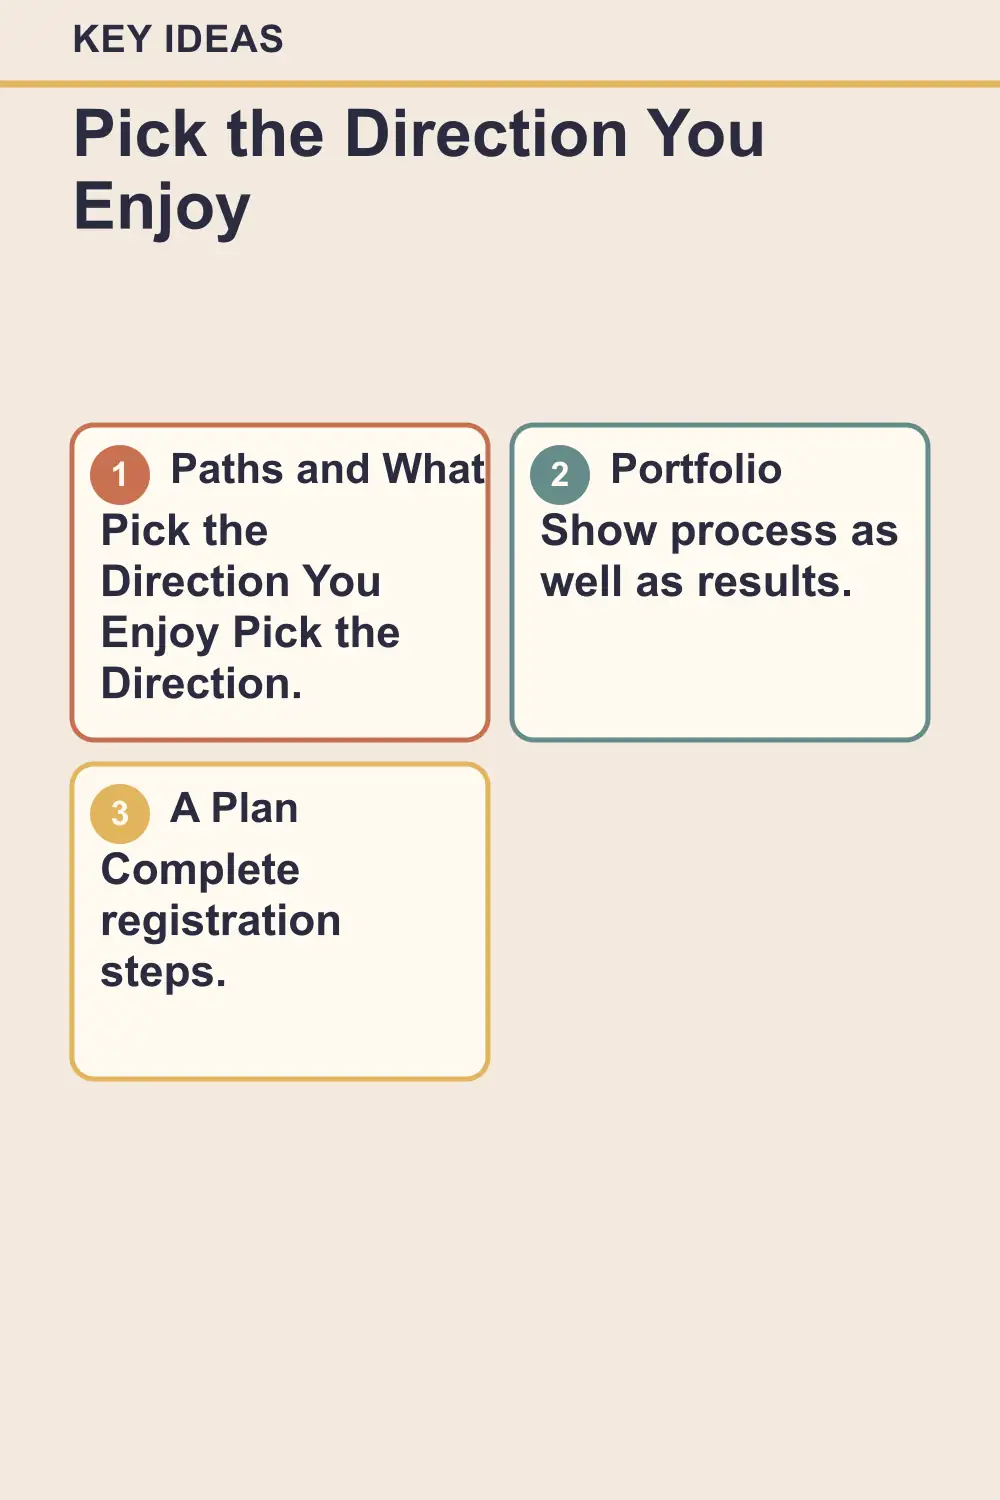 KEY IDEAS
Pick the Direction You
Enjoy
1 Paths and What
Pick the
Direction You
Enjoy Pick the
Direction.
2 Portfolio
Show process as
well as results.
3 A Plan
Complete
registration
steps.